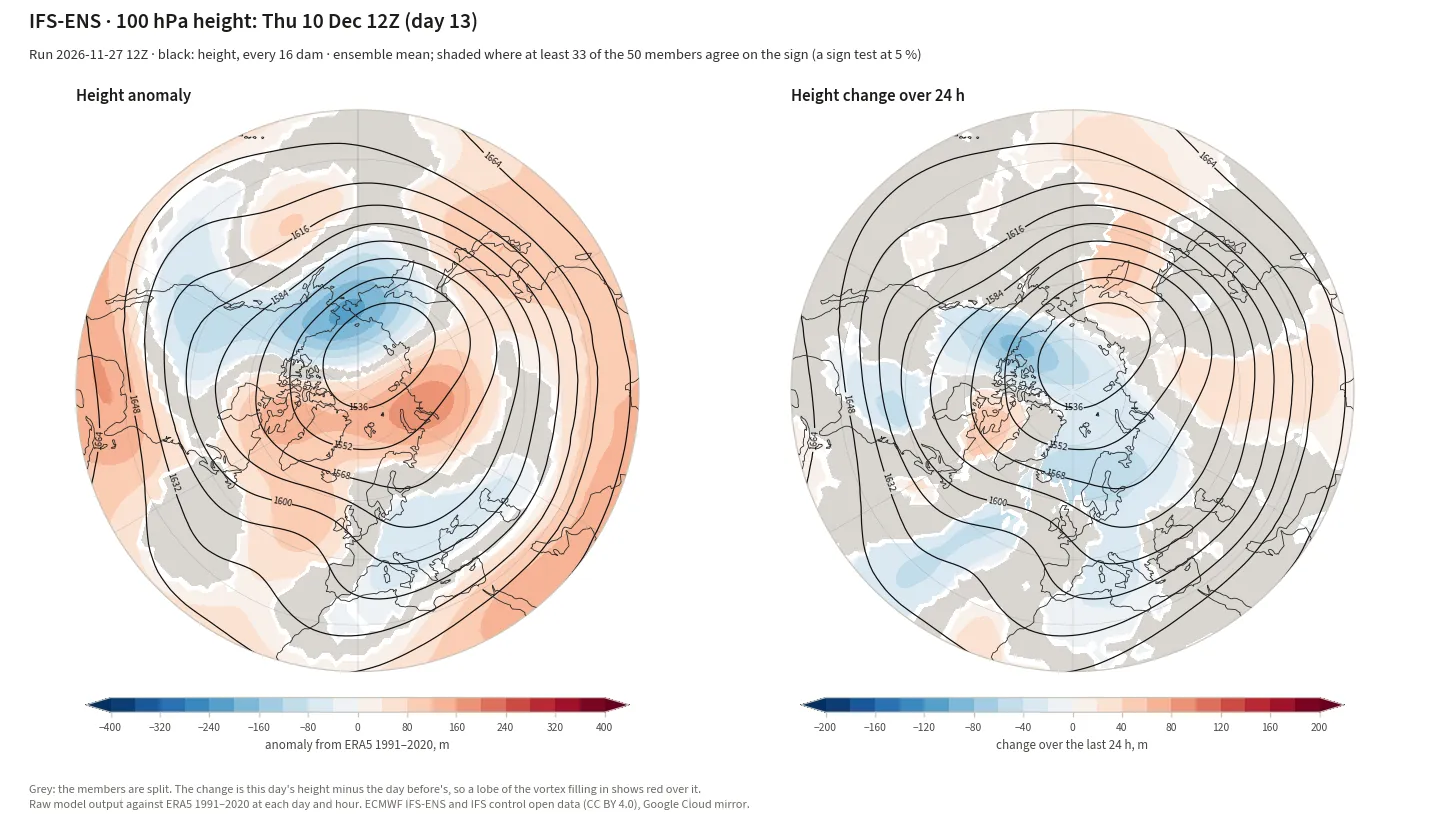 IFS-ENS · 100 hPa height: Thu 10 Dec 12Z (day 13)
Run 2026-11-27 12Z · black: height, every 16 dam · ensemble mean; shaded where at least 33 of the 50 members agree on the sign (a sign test at 5 %)
Height anomaly
Height change over 24 h
1664
1616
1584
1648
1536
1552
1568
1600
1632
1664
1616
1584
1648
1536
1552
1568
1600
1632
−400 −320 −240 −160 −80 0 80 160 240 320 400
anomaly from ERA5 1991–2020, m
−200 −160 −120 −80 −40 0 40 80 120 160 200
change over the last 24 h, m
Grey: the members are split. The change is this day's height minus the day before's, so a lobe of the vortex filling in shows red over it.
Raw model output against ERA5 1991–2020 at each day and hour. ECMWF IFS-ENS and IFS control open data (CC BY 4.0), Google Cloud mirror.